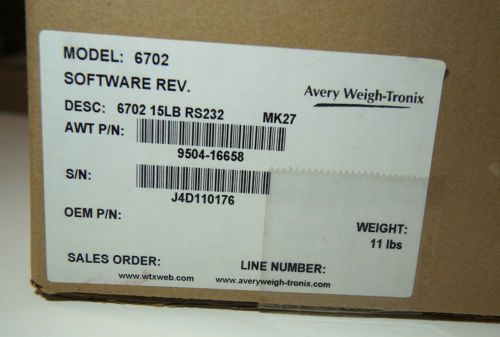 MODEL: 6702
SOFTWARE REV.
Avery Weigh-Tronix
DESC: 6702 15LB RS232 MK27
AWT P/N:
9504-16658
S/N:
J4D110176
OEM P/N:
WEIGHT:
11 lbs
SALES ORDER:
LINE NUMBER:
www.wtxweb.com
www.averyweigh-tronix.com